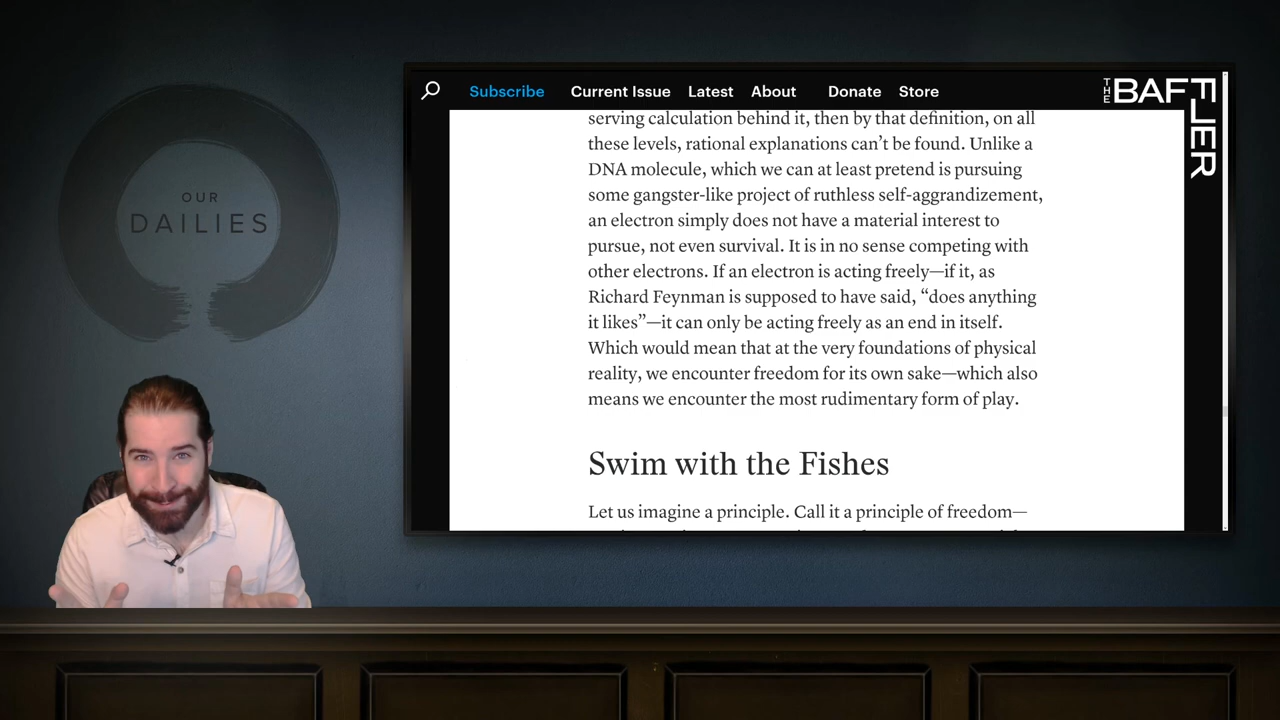 OUR
DAILIES
Subscribe Current Issue Latest About Donate Store
THE BAFFLER
serving calculation behind it, then by that definition, on all
these levels, rational explanations can’t be found. Unlike a
DNA molecule, which we can at least pretend is pursuing
some gangster-like project of ruthless self-aggrandizement,
an electron simply does not have a material interest to
pursue, not even survival. It is in no sense competing with
other electrons. If an electron is acting freely—if it, as
Richard Feynman is supposed to have said, “does anything
it likes”—it can only be acting freely as an end in itself.
Which would mean that at the very foundations of physical
reality, we encounter freedom for its own sake—which also
means we encounter the most rudimentary form of play.
Swim with the Fishes
Let us imagine a principle. Call it a principle of freedom—